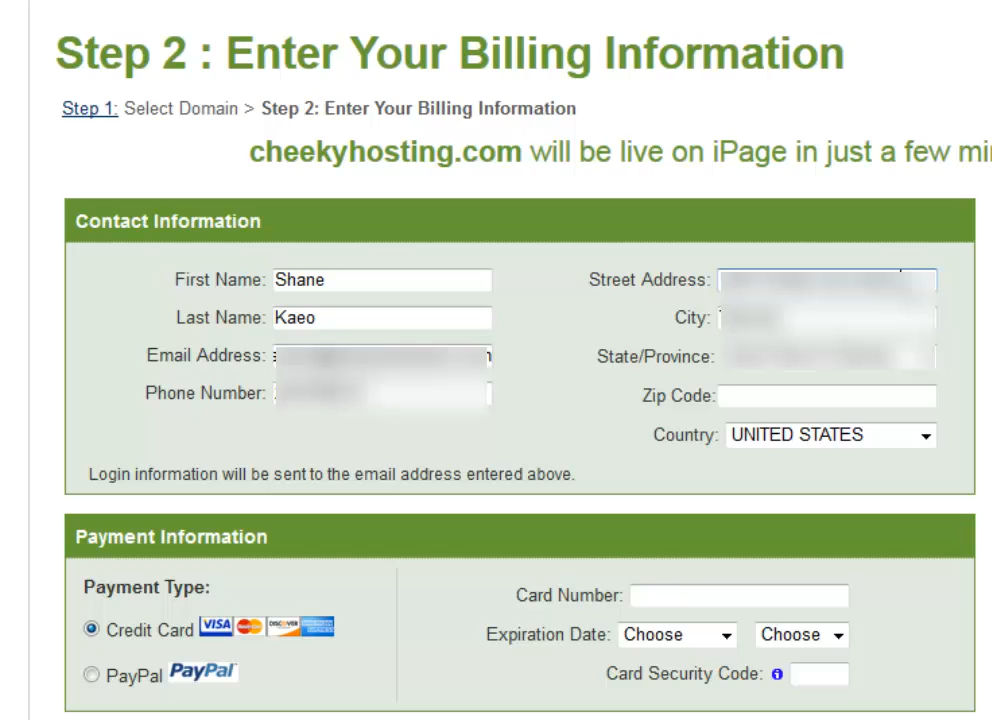 Step 2 : Enter Your Billing Information
Step 1: Select Domain > Step 2: Enter Your Billing Information
cheekyhosting.com will be live on iPage in just a few
Contact Information
First Name: Shane
Last Name: Kaeo
Email Address:
Phone Number:
Street Address:
City:
State/Province:
Zip Code:
Country: UNITED STATES
Login information will be sent to the email address entered above.
Payment Information
Payment Type:
Credit Card VISA MasterCard DISCOVER
PayPal PayPal
Card Number:
Expiration Date: Choose Choose
Card Security Code: